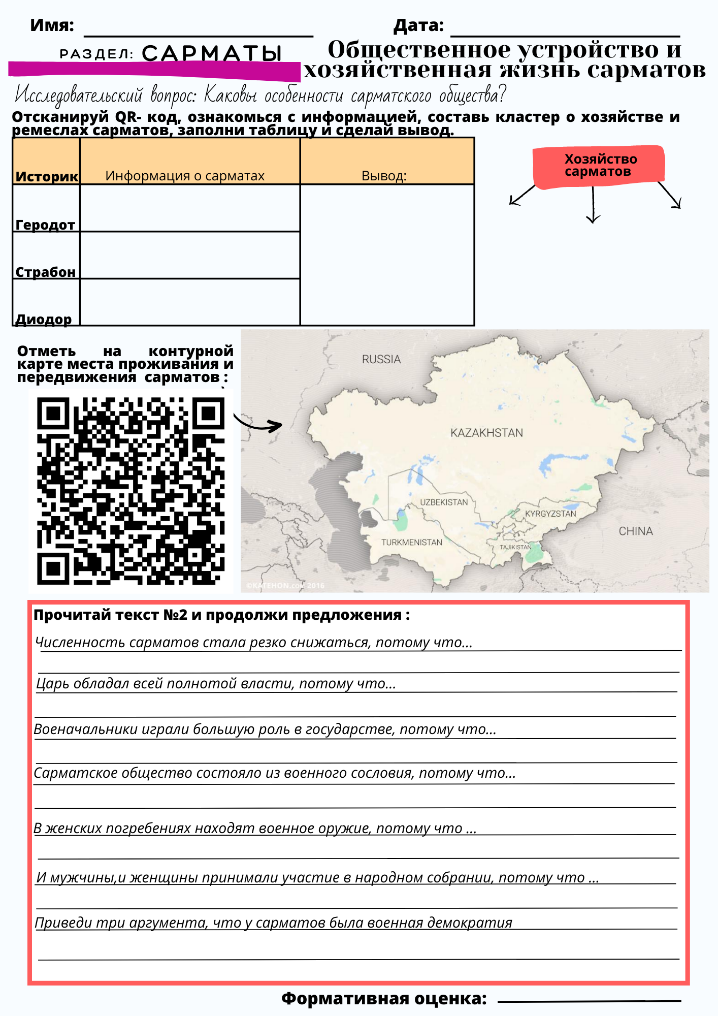 Имя: Дата:
РАЗДЕЛ: САРМАТЫ
Общественное устройство и
хозяйственная жизнь сарматов
Исследовательский вопрос: Каковы особенности сарматского общества?
Отсканируй QR- код, ознакомься с информацией, составь кластер о хозяйстве и
ремеслах сарматов, заполни таблицу и сделай вывод.
Историк Информация о сарматах Вывод:
Геродот
Страбон
Диодор
Хозяйство
сарматов
Отметь на контурной
карте места проживания и
передвижения сарматов :
RUSSIA
KAZAKHSTAN
UZBEKISTAN
KYRGYZSTAN
TURKMENISTAN
TAJIKISTAN
CHINA
Прочитай текст №2 и продолжи предложения :
Численность сарматов стала резко снижаться, потому что...
Царь обладал всей полнотой власти, потому что...
Военачальники играли большую роль в государстве, потому что...
Сарматское общество состояло из военного сословия, потому что...
В женских погребениях находят военное оружие, потому что ...
И мужчины,и женщины принимали участие в народном собрании, потому что ...
Приведи три аргумента, что у сарматов была военная демократия
Формативная оценка: